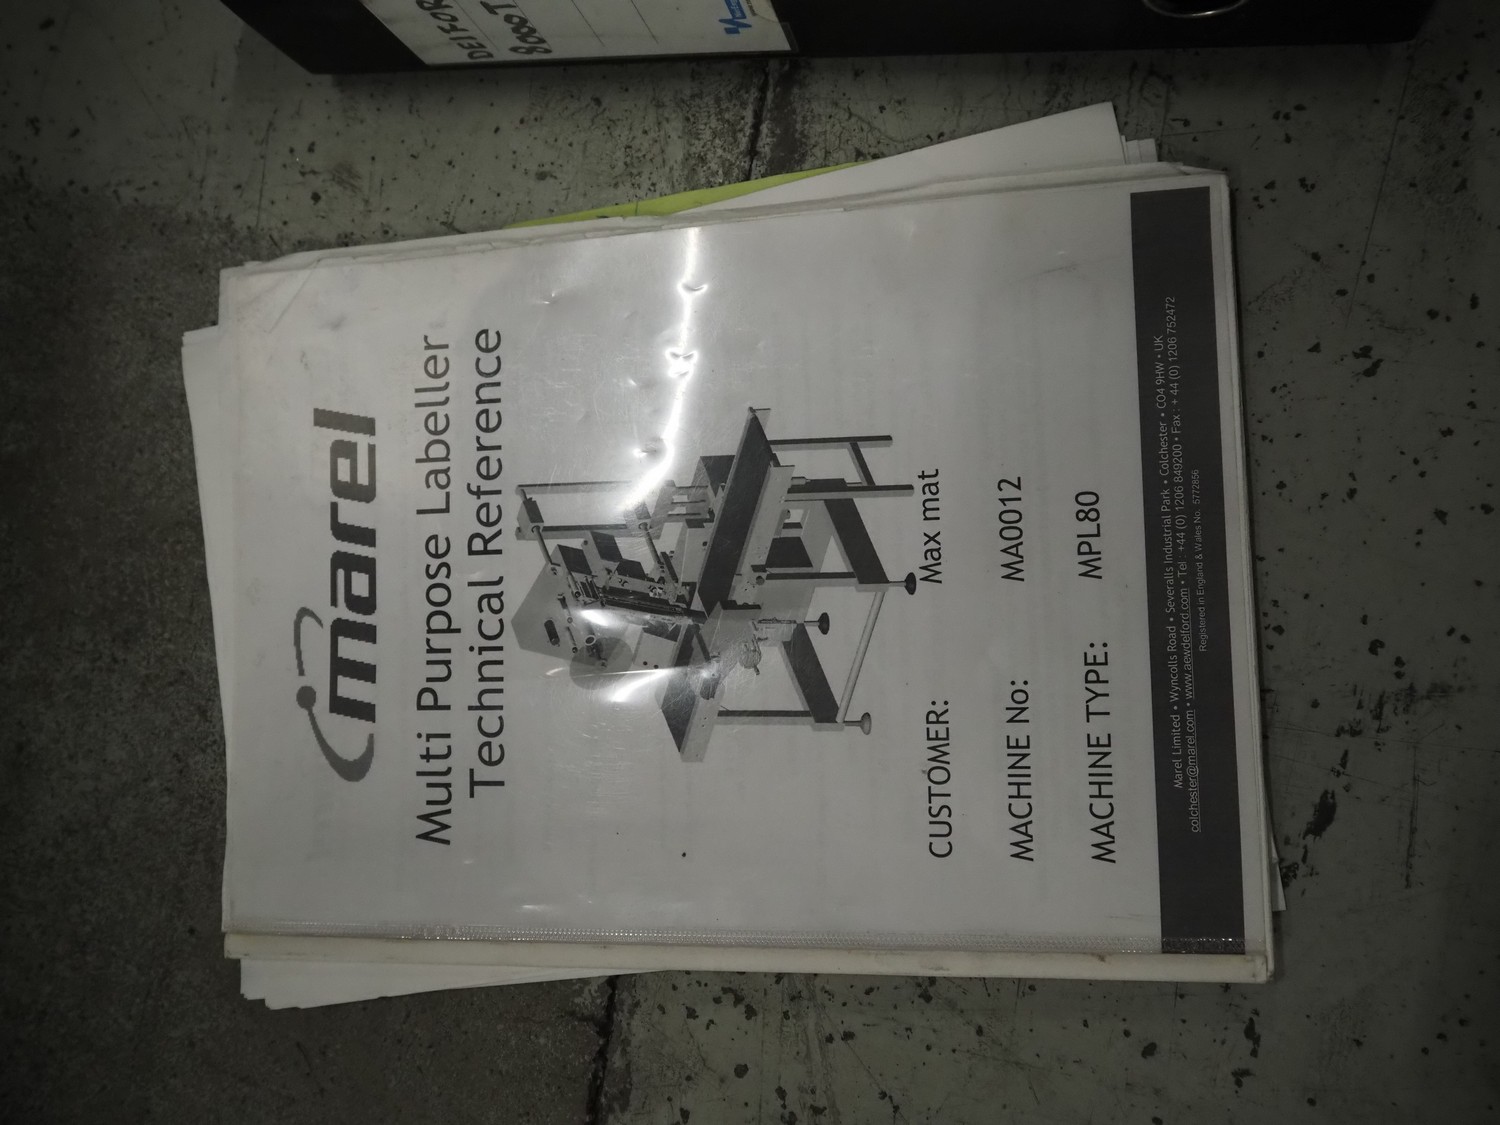 DELFOR
8000T
marel
Multi Purpose Labeller
Technical Reference
CUSTOMER: Max mat
MACHINE No: MA0012
MACHINE TYPE: MPL80
Marel Limited • Wyncolls Road • Severalls Industrial Park • Colchester • CO4 9HW • UK
colchester@marel.com • www.aewdelford.com • Tel : +44 (0) 1206 849200 • Fax : + 44 (0) 1206 752472
Registered in England & Wales No. 5772856